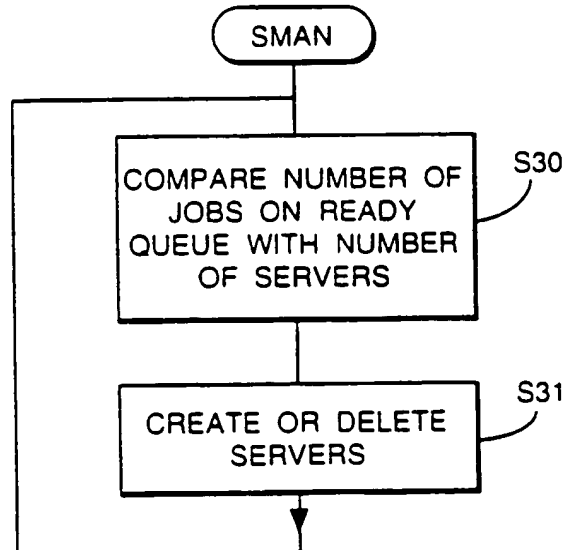 SMAN
COMPARE NUMBER OF
JOBS ON READY
QUEUE WITH NUMBER
OF SERVERS
S30
CREATE OR DELETE
SERVERS
S31